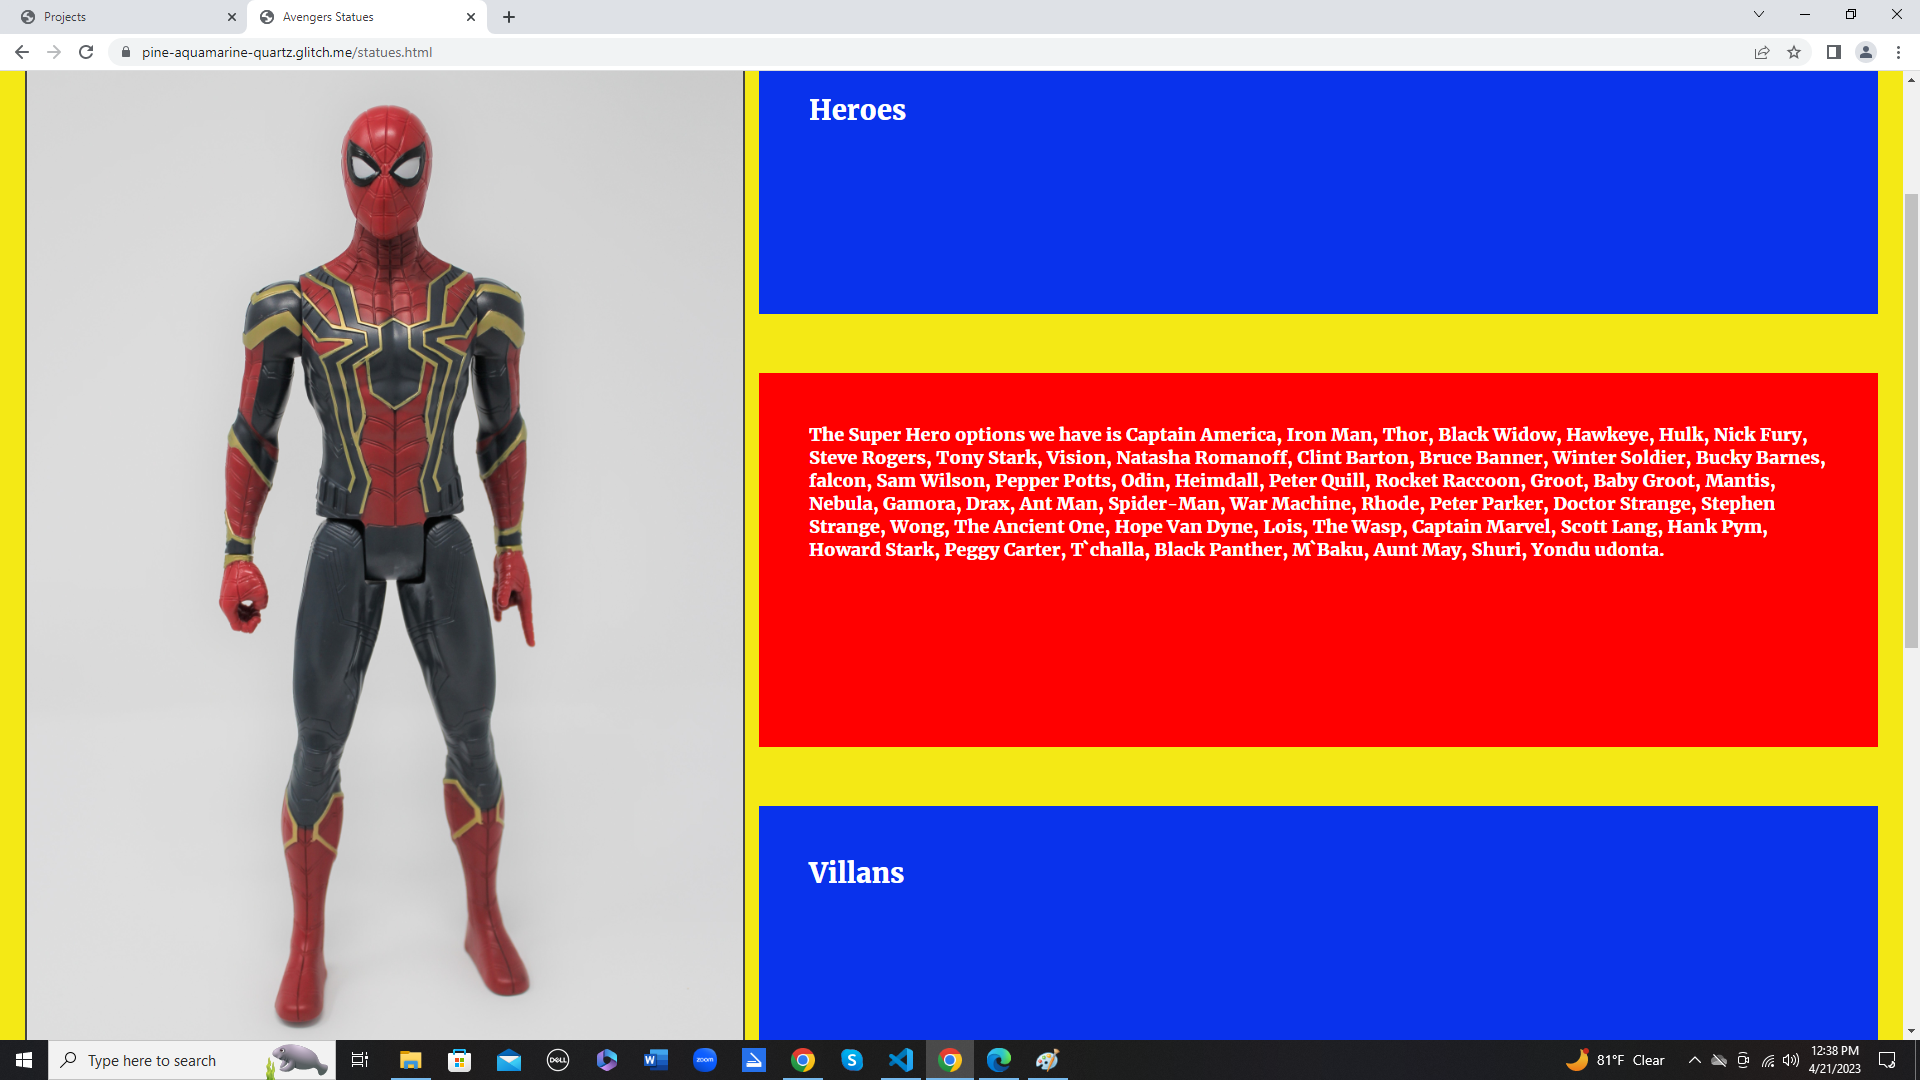 Projects
Avengers Statues
pine-aquamarine-quartz.glitch.me/statues.html
Heroes
The Super Hero options we have is Captain America, Iron Man, Thor, Black Widow, Hawkeye, Hulk, Nick Fury,
Steve Rogers, Tony Stark, Vision, Natasha Romanoff, Clint Barton, Bruce Banner, Winter Soldier, Bucky Barnes,
falcon, Sam Wilson, Pepper Potts, Odin, Heimdall, Peter Quill, Rocket Raccoon, Groot, Baby Groot, Mantis,
Nebula, Gamora, Drax, Ant Man, Spider-Man, War Machine, Rhode, Peter Parker, Doctor Strange, Stephen
Strange, Wong, The Ancient One, Hope Van Dyne, Lois, The Wasp, Captain Marvel, Scott Lang, Hank Pym,
Howard Stark, Peggy Carter, T`challa, Black Panther, M`Baku, Aunt May, Shuri, Yondu udonta.
Villans
Type here to search
DELL
W
zoom
S
81°F Clear
12:38 PM
4/21/2023